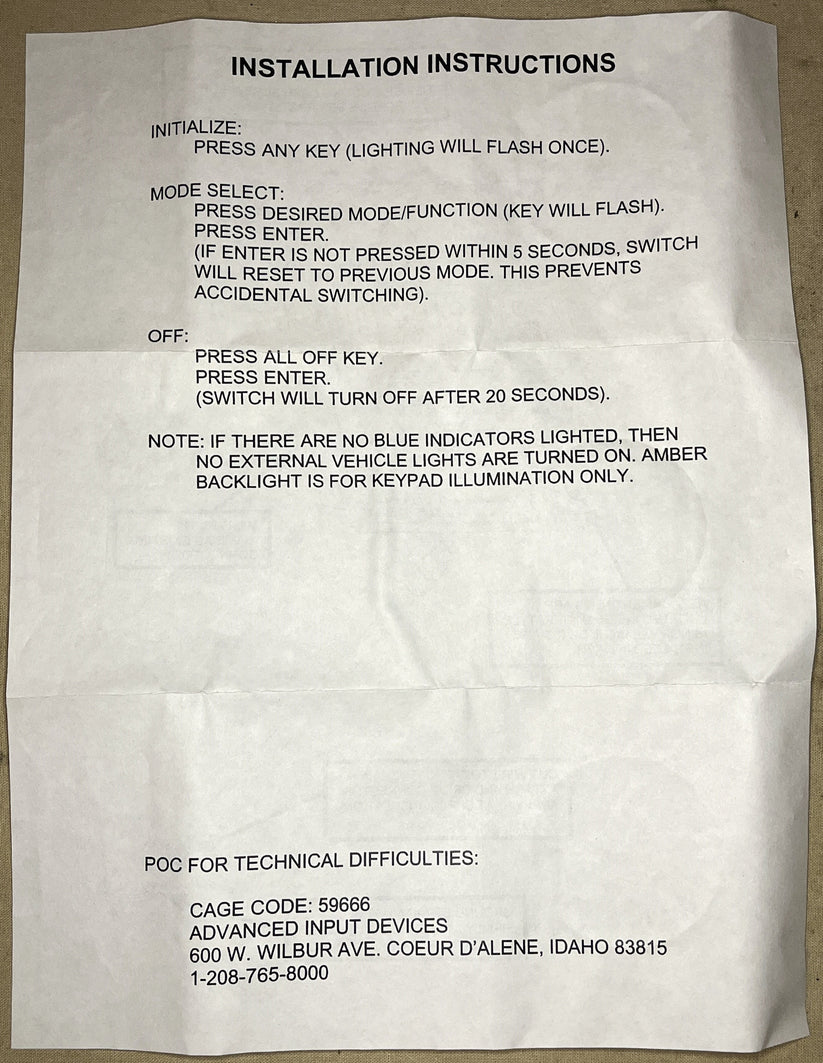 INSTALLATION INSTRUCTIONS
INITIALIZE:
PRESS ANY KEY (LIGHTING WILL FLASH ONCE).
MODE SELECT:
PRESS DESIRED MODE/FUNCTION (KEY WILL FLASH).
PRESS ENTER.
(IF ENTER IS NOT PRESSED WITHIN 5 SECONDS, SWITCH
WILL RESET TO PREVIOUS MODE. THIS PREVENTS
ACCIDENTAL SWITCHING).
OFF:
PRESS ALL OFF KEY.
PRESS ENTER.
(SWITCH WILL TURN OFF AFTER 20 SECONDS).
NOTE: IF THERE ARE NO BLUE INDICATORS LIGHTED, THEN
NO EXTERNAL VEHICLE LIGHTS ARE TURNED ON. AMBER
BACKLIGHT IS FOR KEYPAD ILLUMINATION ONLY.
POC FOR TECHNICAL DIFFICULTIES:
CAGE CODE: 59666
ADVANCED INPUT DEVICES
600 W. WILBUR AVE. COEUR D'ALENE, IDAHO 83815
1-208-765-8000